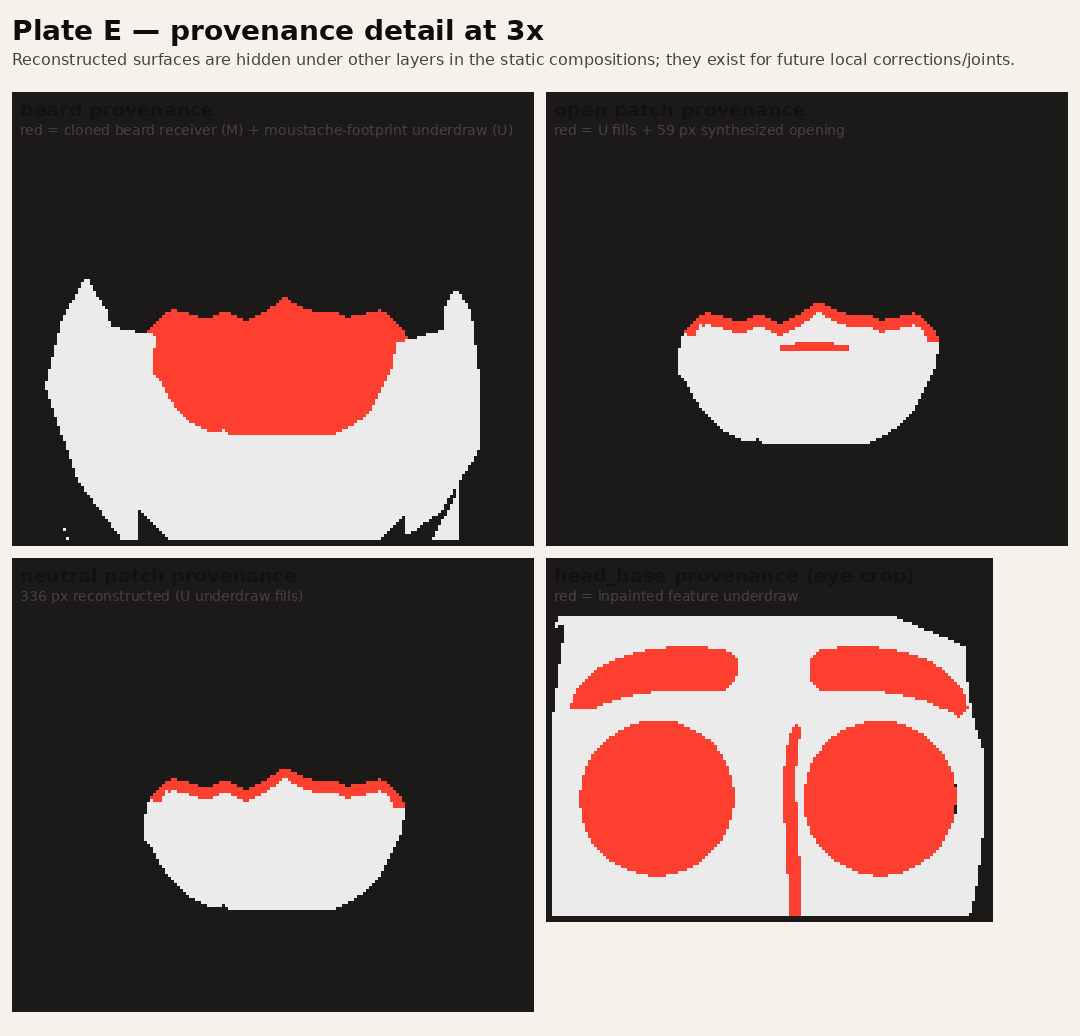 Plate E — provenance detail at 3x
Reconstructed surfaces are hidden under other layers in the static compositions; they exist for future local corrections/joints.
beard provenance
red = cloned beard receiver (M) + moustache-footprint underdraw (U)
open patch provenance
red = U fills + 59 px synthesized opening
neutral patch provenance
336 px reconstructed (U underdraw fills)
head_base provenance (eye crop)
red = inpainted feature underdraw